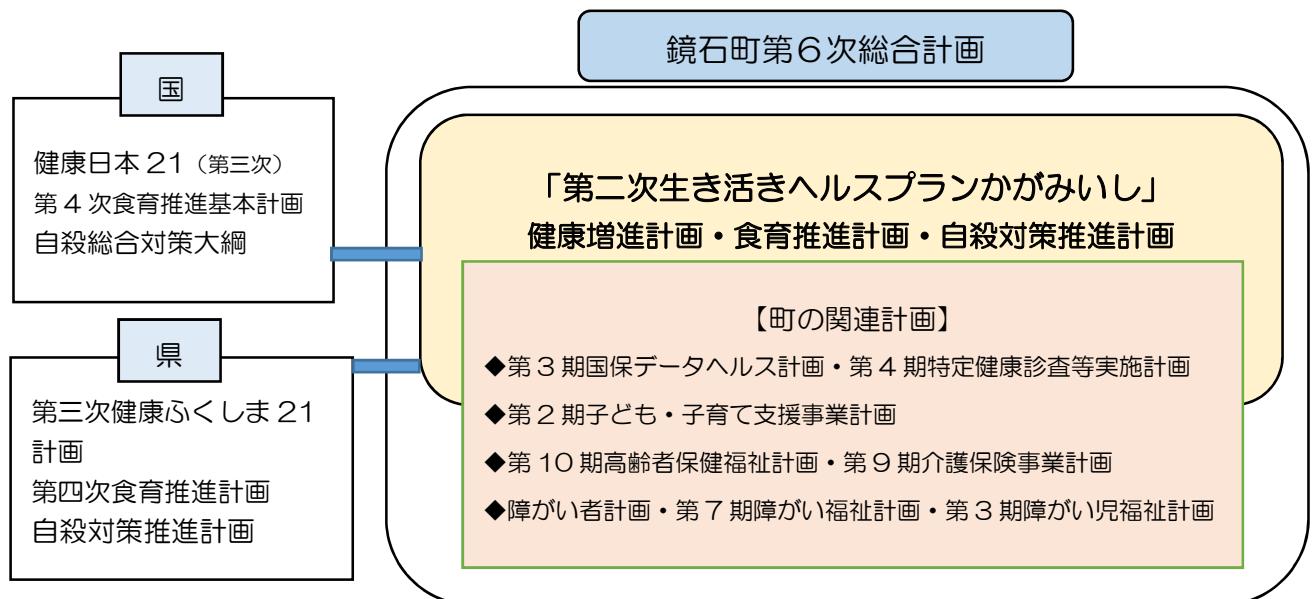 鏡石町第６次総合計画
国
健康日本 21（第三次）
第 4 次食育推進基本計画
自殺総合対策大綱
県
第三次健康ふくしま 21
計画
第四次食育推進計画
自殺対策推進計画
「第二次生き活きヘルスプランかがみいし」
健康増進計画・食育推進計画・自殺対策推進計画
【町の関連計画】
◆第３期国保データヘルス計画・第４期特定健康診査等実施計画
◆第２期子ども・子育て支援事業計画
◆第 10 期高齢者保健福祉計画・第９期介護保険事業計画
◆障がい者計画・第７期障がい福祉計画・第３期障がい児福祉計画